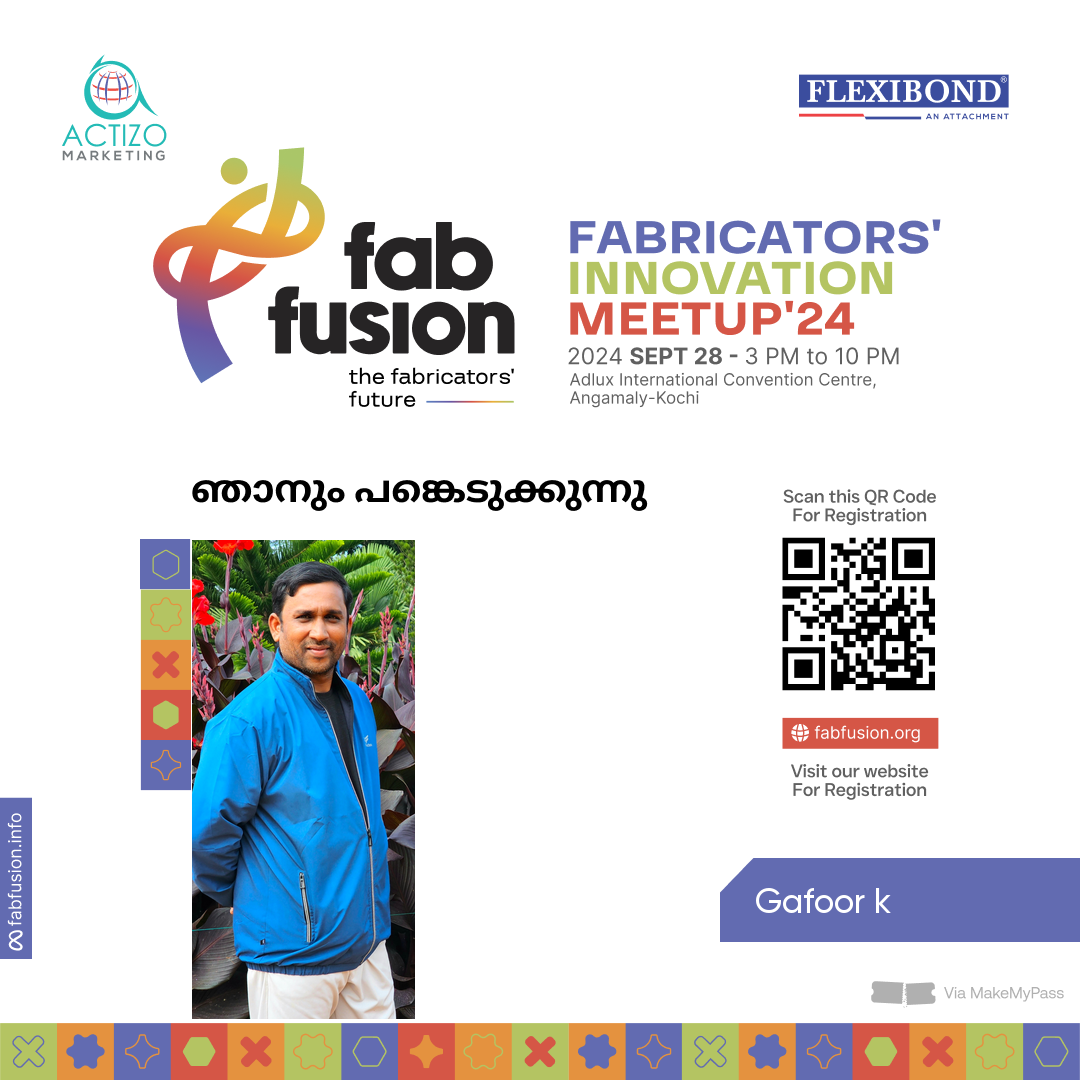 ACTIZO
MARKETING
FLEXIBOND®
AN ATTACHMENT
fab
fusion
the fabricators'
future
FABRICATORS'
INNOVATION
MEETUP'24
2024 SEPT 28 - 3 PM to 10 PM
Adlux International Convention Centre,
Angamaly-Kochi
ഞാനും പങ്കെടുക്കുന്നു
Scan this QR Code
For Registration
fabfusion.org
Visit our website
For Registration
fabfusion.info
Gafoor k
Via MakeMyPass